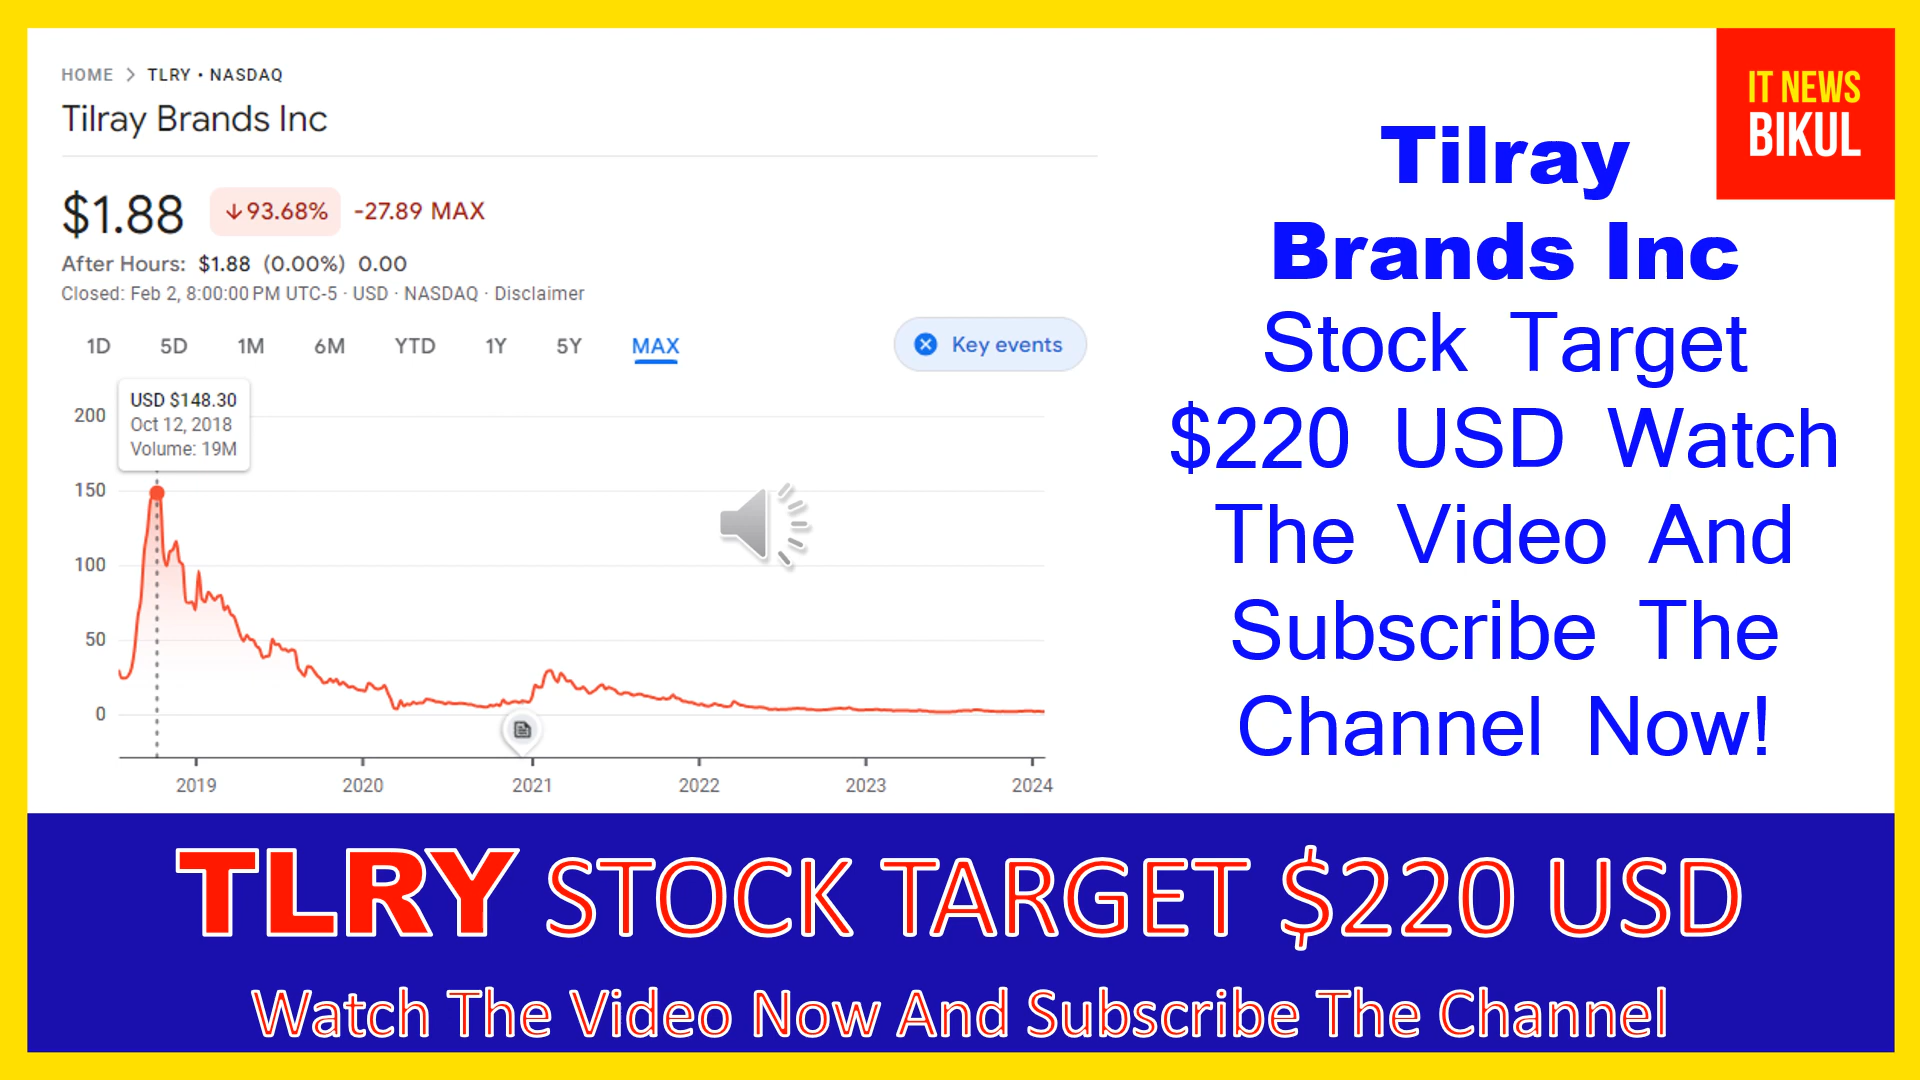 HOME > TLRY • NASDAQ
Tilray Brands Inc
$1.88 ↓93.68% -27.89 MAX
After Hours: $1.88 (0.00%) 0.00
Closed: Feb 2, 8:00:00 PM UTC-5 · USD · NASDAQ · Disclaimer
1D 5D 1M 6M YTD 1Y 5Y MAX
Key events
USD $148.30
Oct 12, 2018
Volume: 19M
200
150
100
50
0
2019 2020 2021 2022 2023 2024
IT NEWS
BIKUL
Tilray
Brands Inc
Stock Target
$220 USD Watch
The Video And
Subscribe The
Channel Now!
TLRY STOCK TARGET $220 USD
Watch The Video Now And Subscribe The Channel